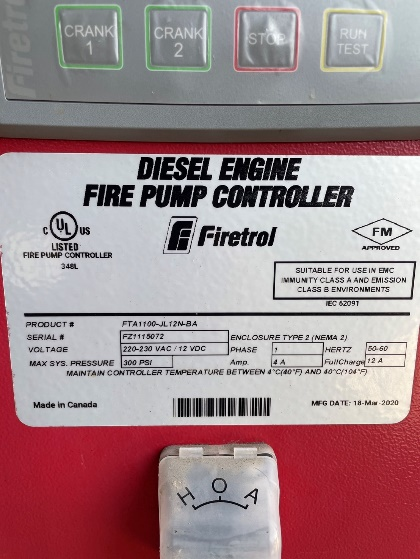 Firetrol
CRANK 1
CRANK 2
STOP
RUN TEST
DIESEL ENGINE
FIRE PUMP CONTROLLER
C UL US
LISTED
FIRE PUMP CONTROLLER
348L
Firetrol
FM
APPROVED
SUITABLE FOR USE IN EMC
IMMUNITY CLASS A AND EMISSION
CLASS B ENVIRONMENTS
IEC 62091
PRODUCT # FTA1100-JL12N-BA
SERIAL # FZ1115072 ENCLOSURE TYPE 2 (NEMA 2)
VOLTAGE 220-230 VAC / 12 VDC PHASE 1 HERTZ 50-60
MAX SYS. PRESSURE 300 PSI Amp. 4 A FullCharge 12 A
MAINTAIN CONTROLLER TEMPERATURE BETWEEN 4°C(40°F) AND 40°C(104°F)
Made in Canada MFG DATE: 18-Mar-2020
H O A